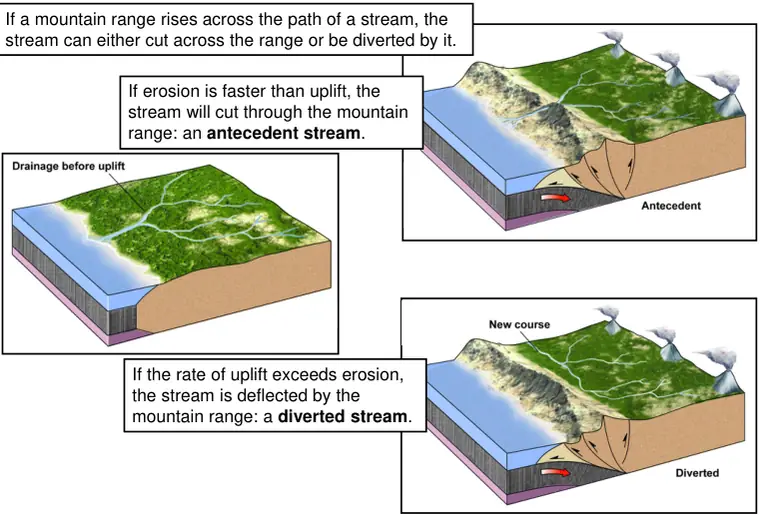 If a mountain range rises across the path of a stream, the
stream can either cut across the range or be diverted by it.
If erosion is faster than uplift, the
stream will cut through the mountain
range: an antecedent stream.
Drainage before uplift
Antecedent
New course
If the rate of uplift exceeds erosion,
the stream is deflected by the
mountain range: a diverted stream.
Diverted